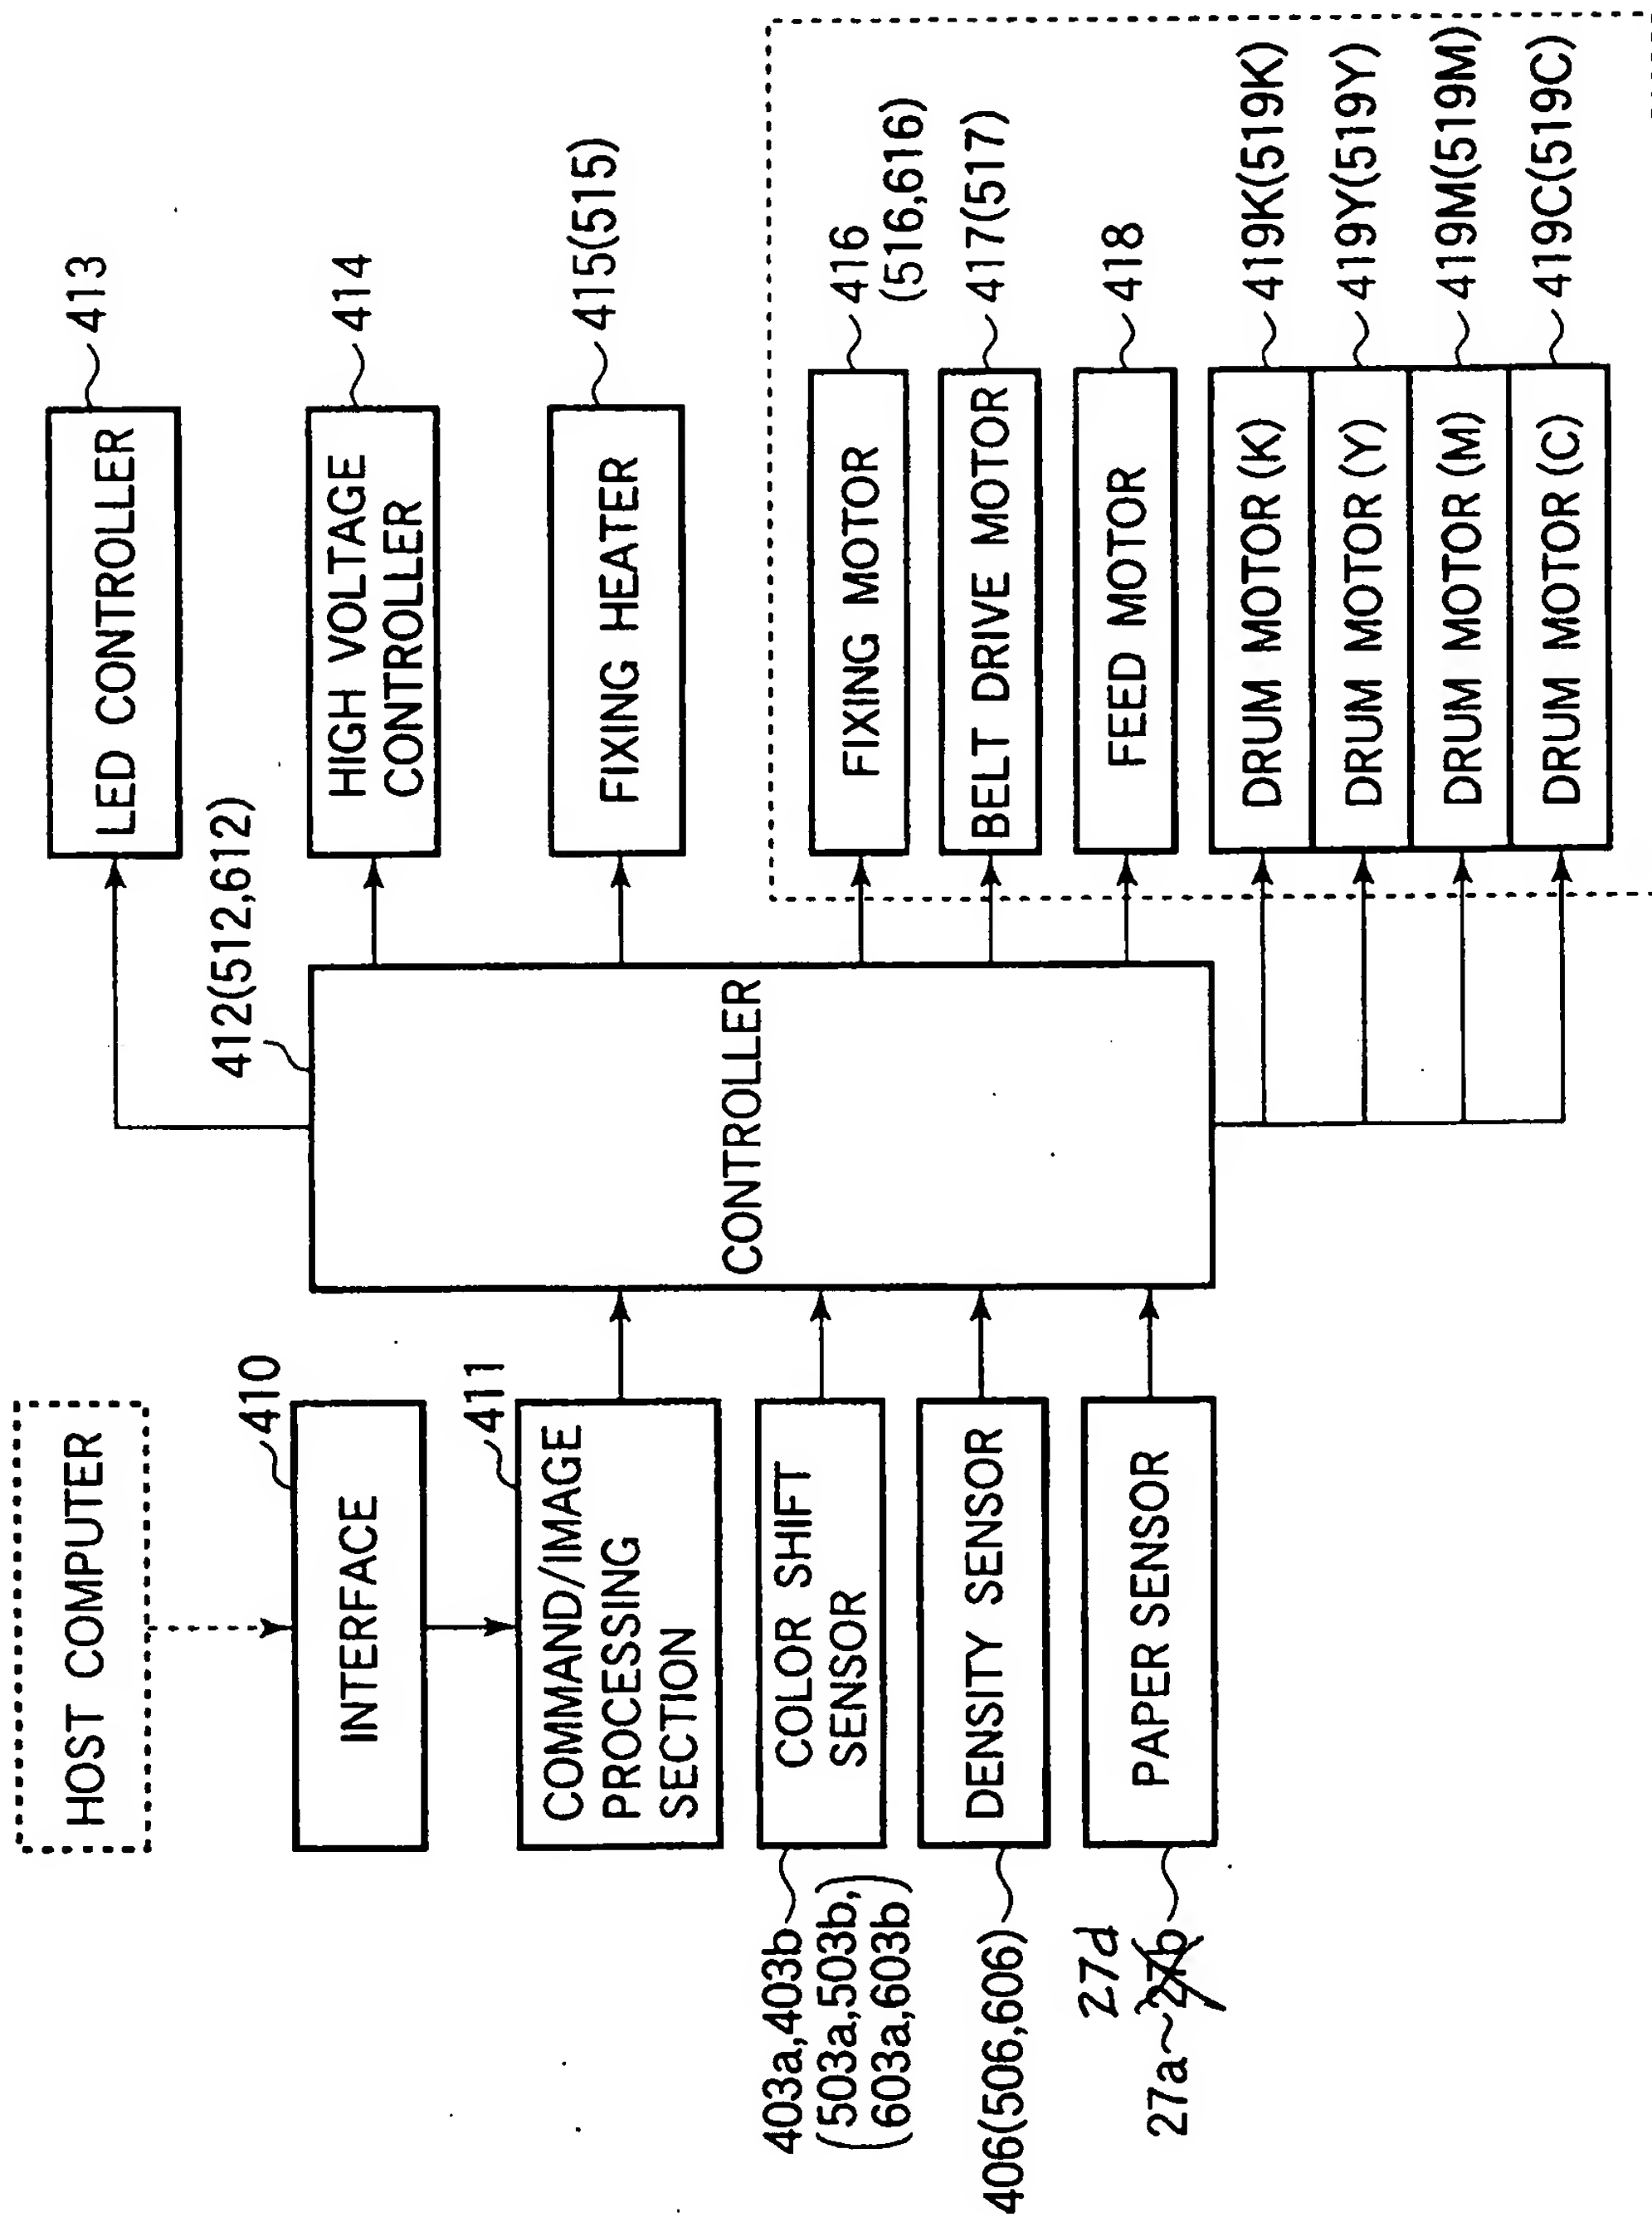 HOST COMPUTER
INTERFACE
410
COMMAND/IMAGE
PROCESSING
SECTION
411
COLOR SHIFT
SENSOR
403a,403b
(503a,503b,
603a,603b)
DENSITY SENSOR
406(506,606)
PAPER SENSOR
27d
27a~27b
CONTROLLER
412(512,612)
LED CONTROLLER
413
HIGH VOLTAGE
CONTROLLER
414
FIXING HEATER
415(515)
FIXING MOTOR
416
(516,616)
BELT DRIVE MOTOR
417(517)
FEED MOTOR
418
DRUM MOTOR (K)
419K(519K)
DRUM MOTOR (Y)
419Y(519Y)
DRUM MOTOR (M)
419M(519M)
DRUM MOTOR (C)
419C(519C)